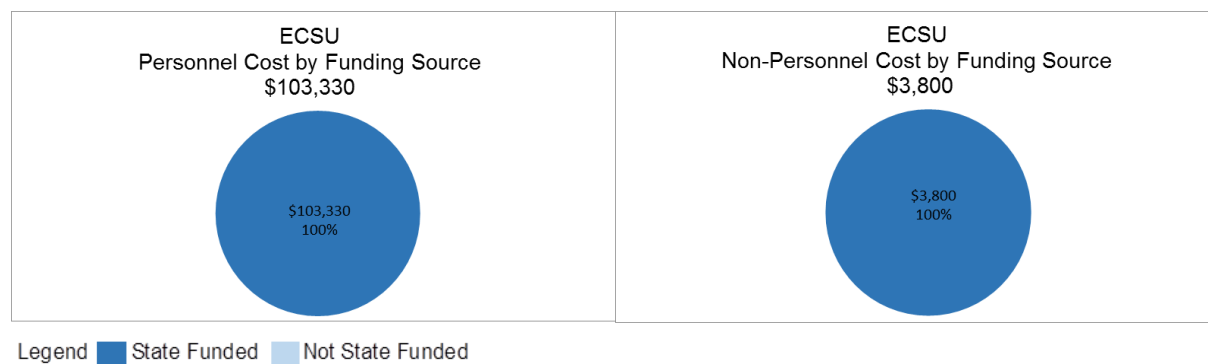 ECSU
Personnel Cost by Funding Source
$103,330
$103,330
100%
ECSU
Non-Personnel Cost by Funding Source
$3,800
$3,800
100%
Legend State Funded Not State Funded